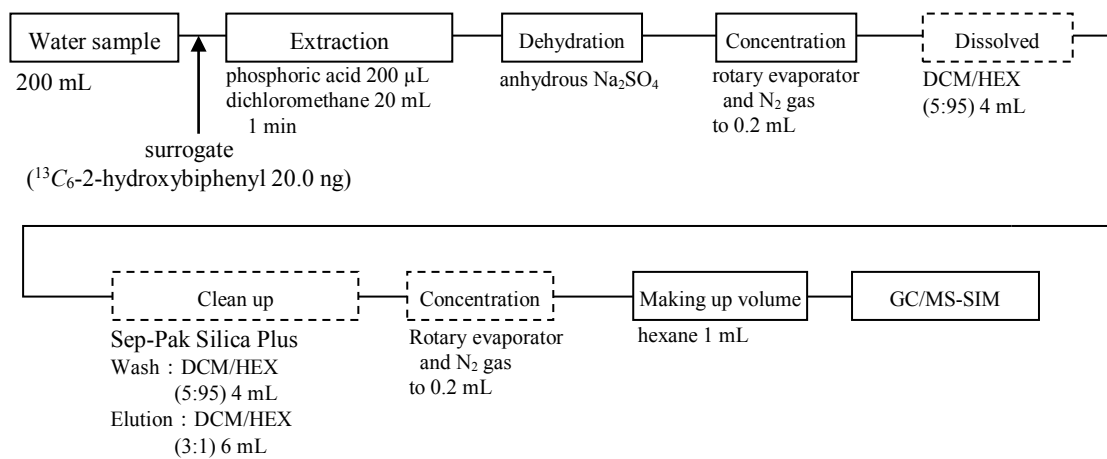 Water sample
200 mL
surrogate
(¹³C₆-2-hydroxybiphenyl 20.0 ng)
Extraction
phosphoric acid 200 µL
dichloromethane 20 mL
1 min
Dehydration
anhydrous Na₂SO₄
Concentration
rotary evaporator
and N₂ gas
to 0.2 mL
Dissolved
DCM/HEX
(5:95) 4 mL
Clean up
Sep-Pak Silica Plus
Wash：DCM/HEX
(5:95) 4 mL
Elution：DCM/HEX
(3:1) 6 mL
Concentration
Rotary evaporator
and N₂ gas
to 0.2 mL
Making up volume
hexane 1 mL
GC/MS-SIM